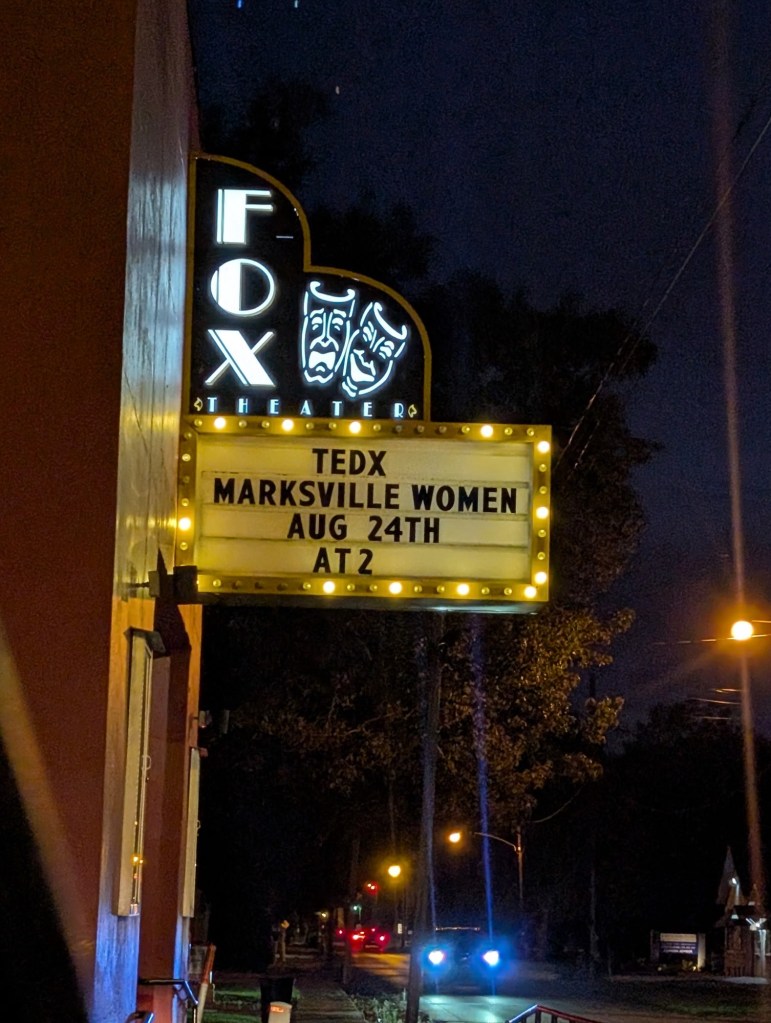 FOX
THEATER
TEDX
MARKSVILLE WOMEN
AUG 24TH
AT 2